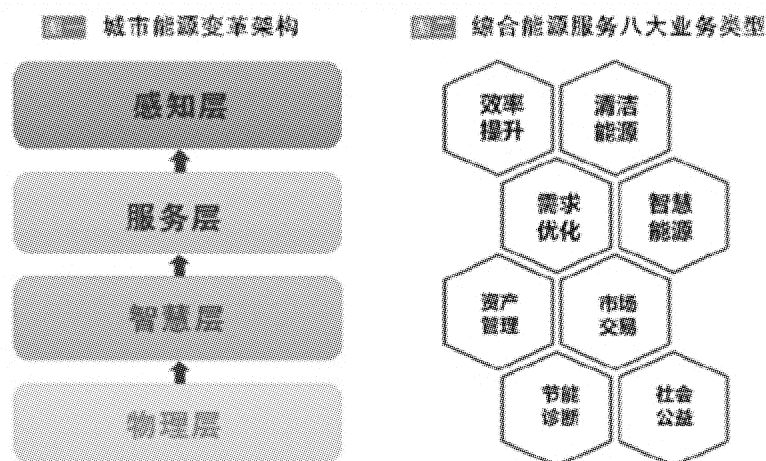 城市能源变革架构
感知层
服务层
智慧层
物理层
综合能源服务八大业务类型
效率
提升
清洁
能源
需求
优化
智慧
能源
资产
管理
市场
交易
节能
诊断
社会
公益